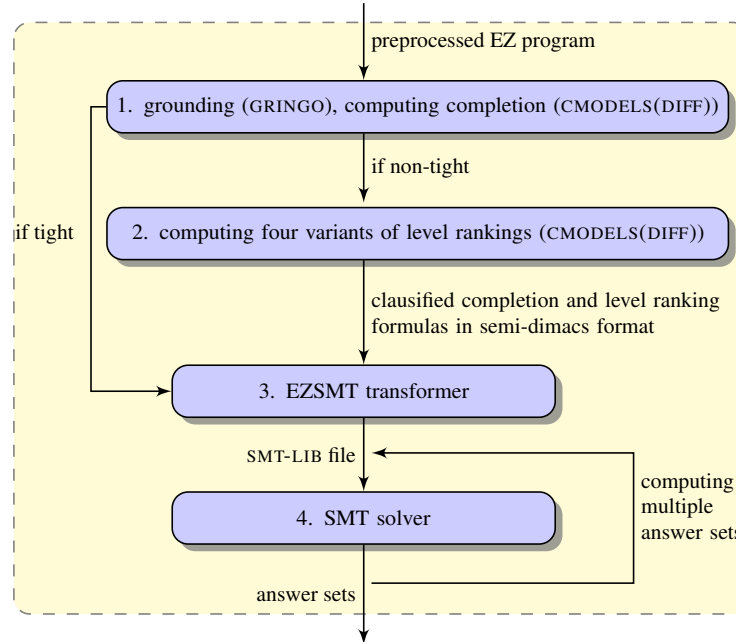 preprocessed EZ program
1. grounding (GRINGO), computing completion (CMODELS(DIFF))
if non-tight
if tight
2. computing four variants of level rankings (CMODELS(DIFF))
clausified completion and level ranking
formulas in semi-dimacs format
3. EZSMT transformer
SMT-LIB file
computing
multiple
answer sets
4. SMT solver
answer sets